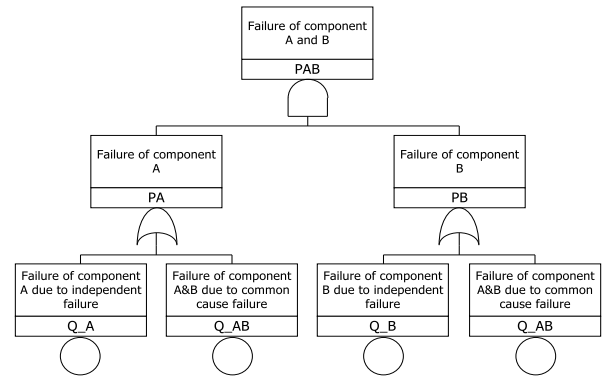 Failure of component
A and B
PAB
Failure of component
A
PA
Failure of component
B
PB
Failure of component
A due to independent
failure
Q_A
Failure of component
A&B due to common
cause failure
Q_AB
Failure of component
B due to independent
failure
Q_B
Failure of component
A&B due to common
cause failure
Q_AB